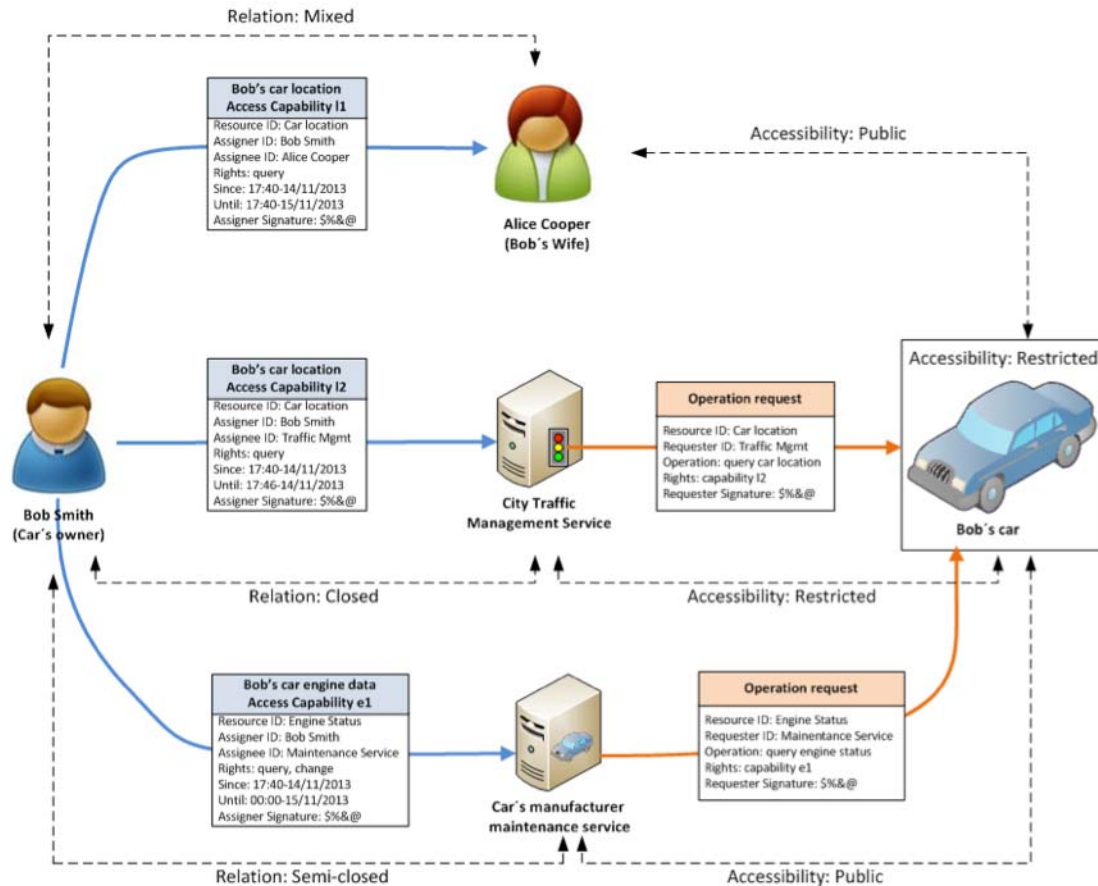 Relation: Mixed
Bob's car location
Access Capability l1
Resource ID: Car location
Assigner ID: Bob Smith
Assignee ID: Alice Cooper
Rights: query
Since: 17:40-14/11/2013
Until: 17:40-15/11/2013
Assigner Signature: $%&@
Alice Cooper
(Bob´s Wife)
Accessibility: Public
Bob Smith
(Car´s owner)
Bob's car location
Access Capability l2
Resource ID: Car location
Assigner ID: Bob Smith
Assignee ID: Traffic Mgmt
Rights: query
Since: 17:40-14/11/2013
Until: 17:46-14/11/2013
Assigner Signature: $%&@
City Traffic
Management Service
Operation request
Resource ID: Car location
Requester ID: Traffic Mgmt
Operation: query car location
Rights: capability l2
Requester Signature: $%&@
Accessibility: Restricted
Bob´s car
Relation: Closed
Accessibility: Restricted
Bob's car engine data
Access Capability e1
Resource ID: Engine Status
Assigner ID: Bob Smith
Assignee ID: Maintenance Service
Rights: query, change
Since: 17:40-14/11/2013
Until: 00:00-15/11/2013
Assigner Signature: $%&@
Car´s manufacturer
maintenance service
Operation request
Resource ID: Engine Status
Requester ID: Mainentance Service
Operation: query engine status
Rights: capability e1
Requester Signature: $%&@
Relation: Semi-closed
Accessibility: Public